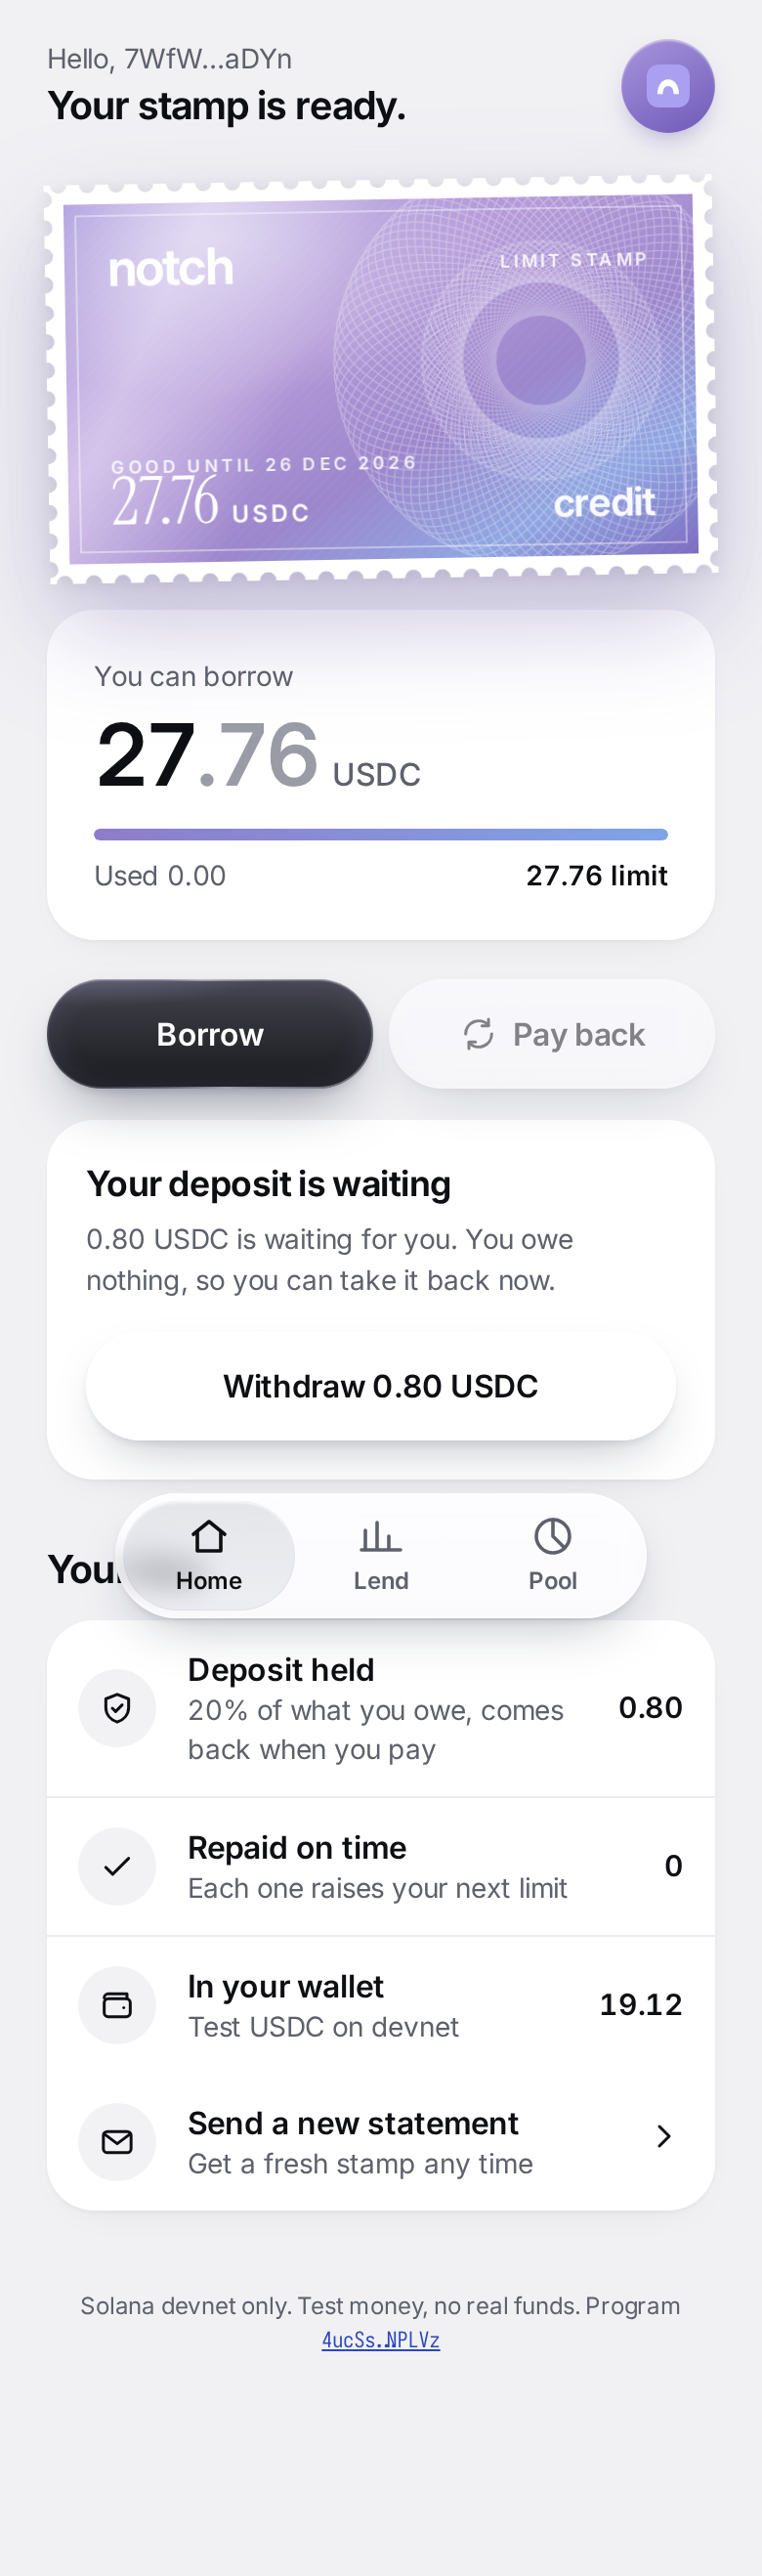 Hello, 7WfW...aDYn
Your stamp is ready.
notch
LIMIT STAMP
GOOD UNTIL 26 DEC 2026
27.76 USDC
credit
You can borrow
27.76 USDC
Used 0.00
27.76 limit
Borrow
Pay back
Your deposit is waiting
0.80 USDC is waiting for you. You owe
nothing, so you can take it back now.
Withdraw 0.80 USDC
Home
Lend
Pool
Deposit held
20% of what you owe, comes
back when you pay
0.80
Repaid on time
Each one raises your next limit
0
In your wallet
Test USDC on devnet
19.12
Send a new statement
Get a fresh stamp any time
Solana devnet only. Test money, no real funds. Program
4ucSs…NPLVz